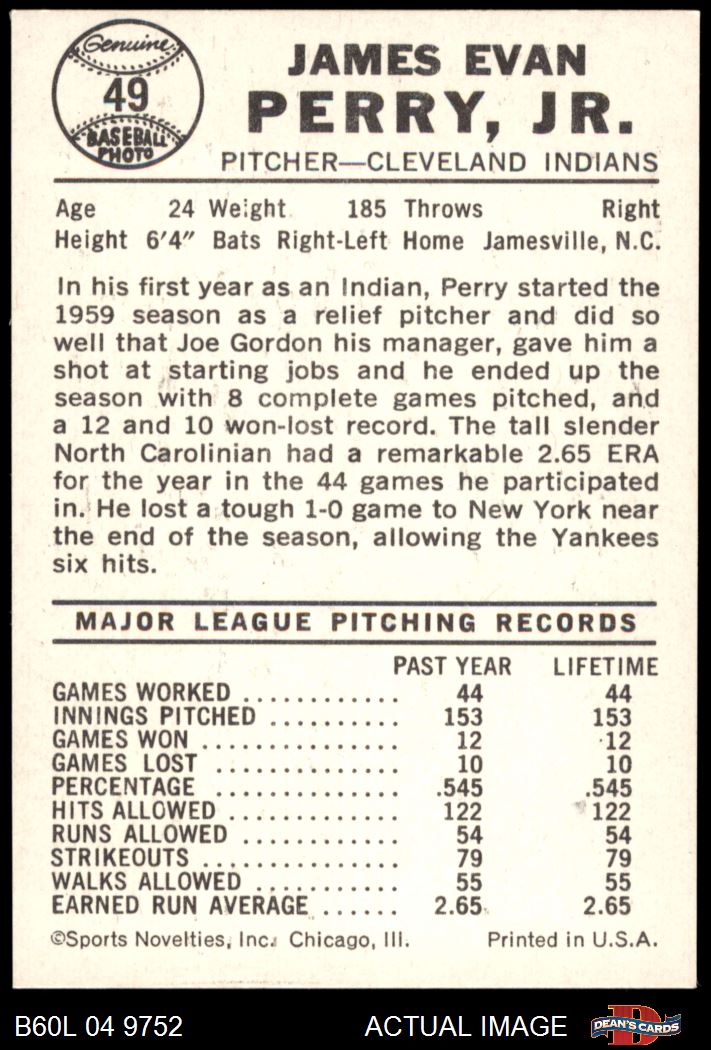 Genuine
49
BASEBALL
PHOTO
JAMES EVAN
PERRY, JR.
PITCHER—CLEVELAND INDIANS
Age 24 Weight 185 Throws Right
Height 6'4" Bats Right-Left Home Jamesville, N.C.
In his first year as an Indian, Perry started the
1959 season as a relief pitcher and did so
well that Joe Gordon his manager, gave him a
shot at starting jobs and he ended up the
season with 8 complete games pitched, and
a 12 and 10 won-lost record. The tall slender
North Carolinian had a remarkable 2.65 ERA
for the year in the 44 games he participated
in. He lost a tough 1-0 game to New York near
the end of the season, allowing the Yankees
six hits.
MAJOR LEAGUE PITCHING RECORDS
PAST YEAR LIFETIME
GAMES WORKED ............ 44 44
INNINGS PITCHED .......... 153 153
GAMES WON ............... 12 12
GAMES LOST .............. 10 10
PERCENTAGE .............. .545 .545
HITS ALLOWED ............. 122 122
RUNS ALLOWED ............ 54 54
STRIKEOUTS ............... 79 79
WALKS ALLOWED ........... 55 55
EARNED RUN AVERAGE ...... 2.65 2.65
©Sports Novelties, Inc. Chicago, Ill. Printed in U.S.A.
B60L 04 9752 ACTUAL IMAGE D DEAN'S CARDS